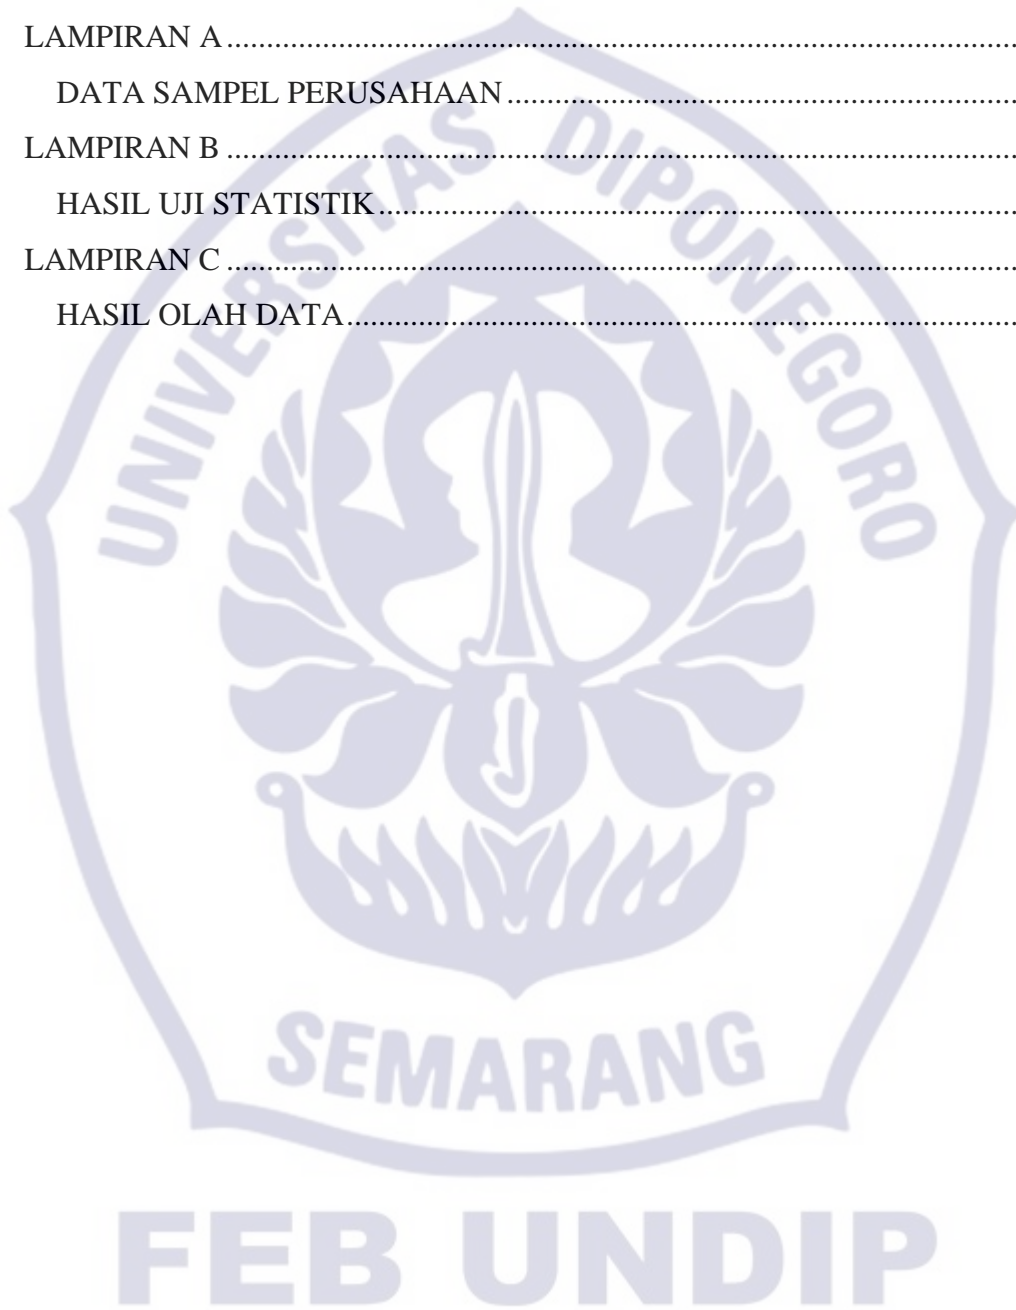 LAMPIRAN A ........................................................................................................
DATA SAMPEL PERUSAHAAN ....................................................................
LAMPIRAN B ........................................................................................................
HASIL UJI STATISTIK ....................................................................................
LAMPIRAN C ........................................................................................................
HASIL OLAH DATA ........................................................................................
UNIVERSITAS DIPONEGORO
SEMARANG
FEB UNDIP